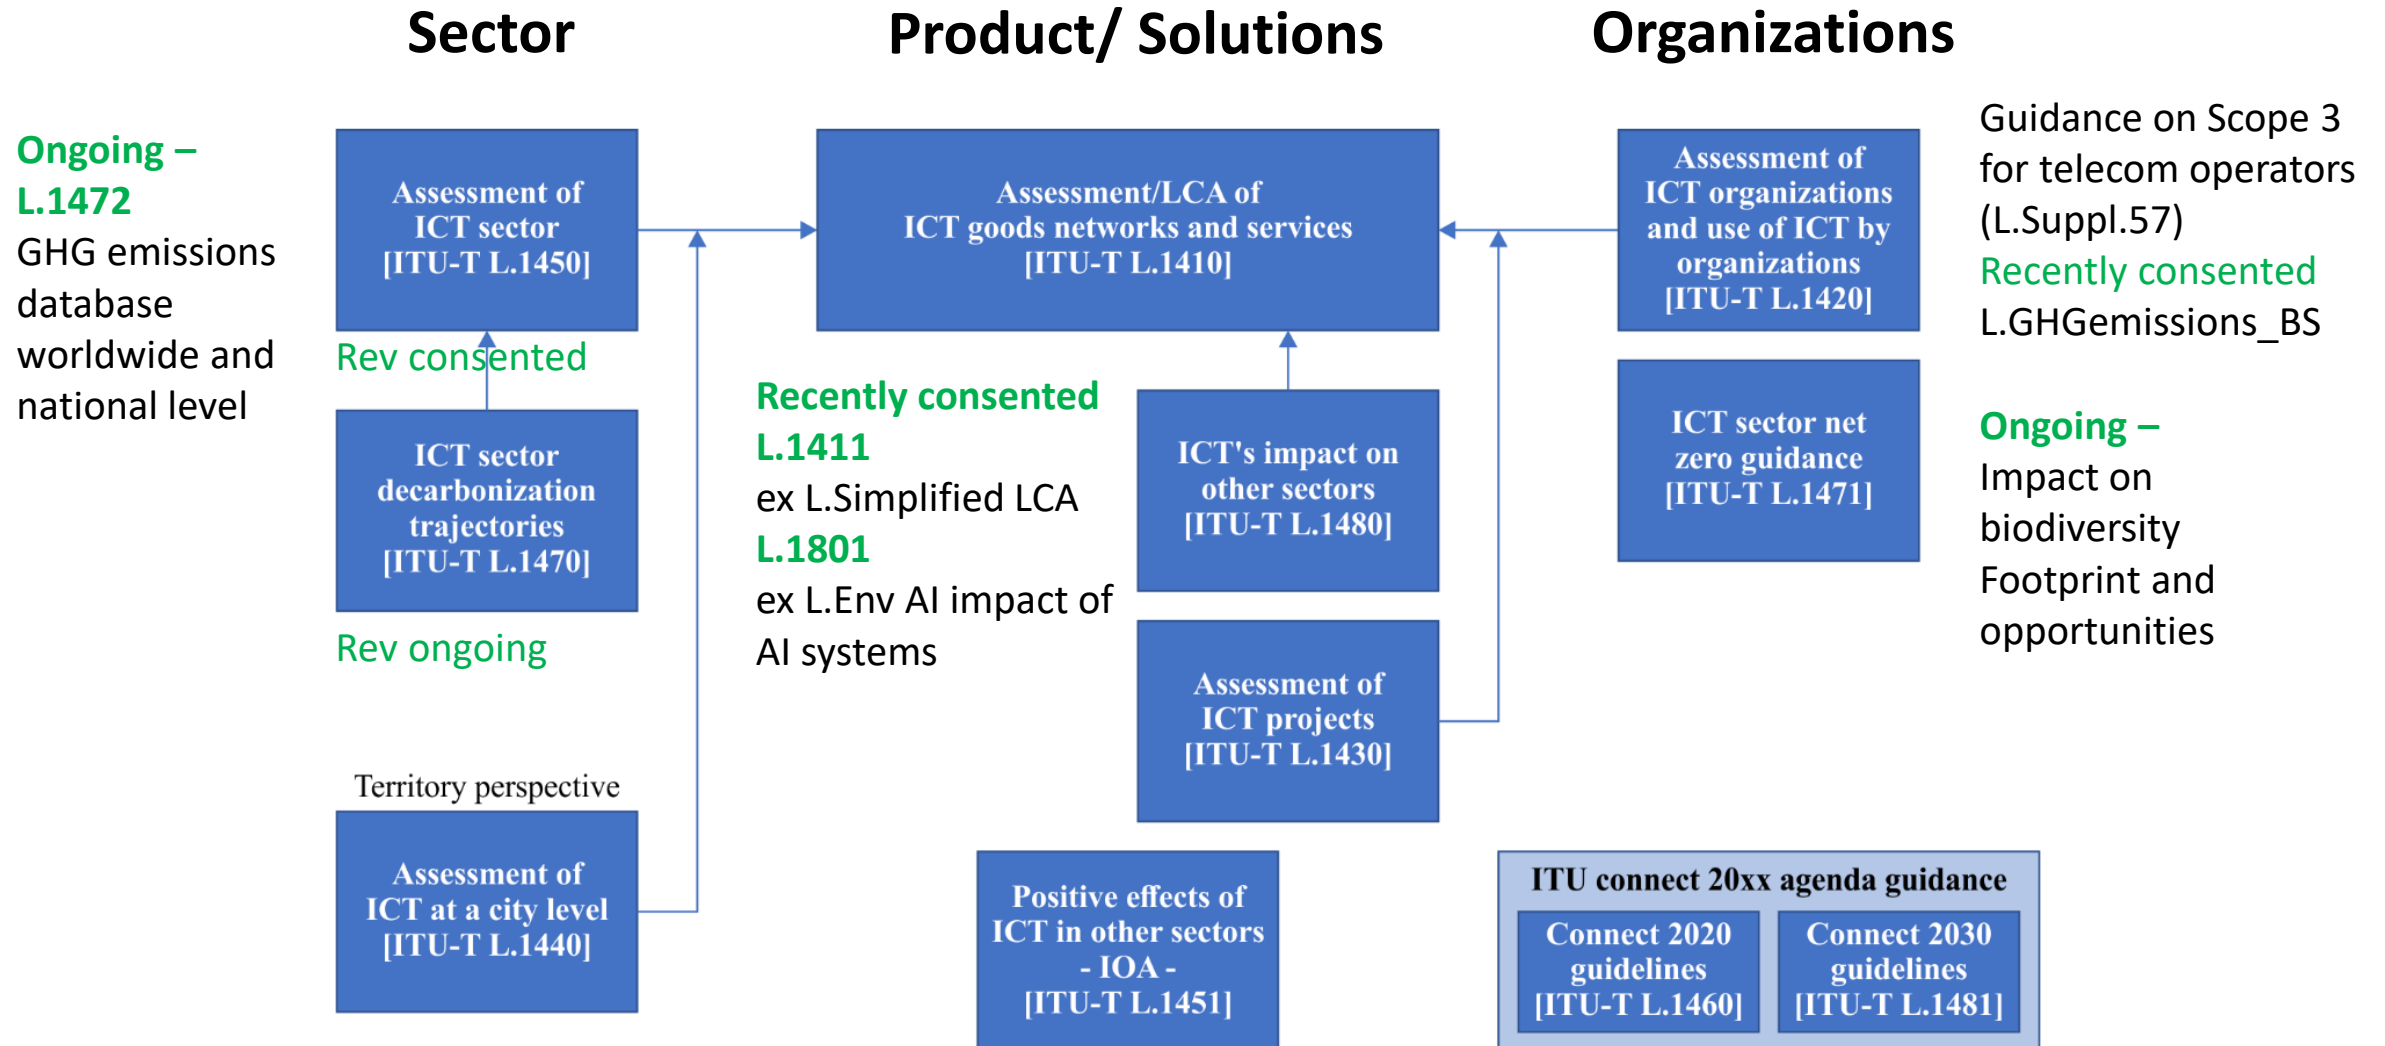 Sector
Product/ Solutions
Organizations
Ongoing –
L.1472
GHG emissions
database
worldwide and
national level
Assessment of
ICT sector
[ITU-T L.1450]
Rev consented
ICT sector
decarbonization
trajectories
[ITU-T L.1470]
Rev ongoing
Territory perspective
Assessment of
ICT at a city level
[ITU-T L.1440]
Assessment/LCA of
ICT goods networks and services
[ITU-T L.1410]
Recently consented
L.1411
ex L.Simplified LCA
L.1801
ex L.Env AI impact of
AI systems
ICT's impact on
other sectors
[ITU-T L.1480]
Assessment of
ICT projects
[ITU-T L.1430]
Positive effects of
ICT in other sectors
- IOA -
[ITU-T L.1451]
Assessment of
ICT organizations
and use of ICT by
organizations
[ITU-T L.1420]
ICT sector net
zero guidance
[ITU-T L.1471]
ITU connect 20xx agenda guidance
Connect 2020
guidelines
[ITU-T L.1460]
Connect 2030
guidelines
[ITU-T L.1481]
Guidance on Scope 3
for telecom operators
(L.Suppl.57)
Recently consented
L.GHGemissions_BS
Ongoing –
Impact on
biodiversity
Footprint and
opportunities